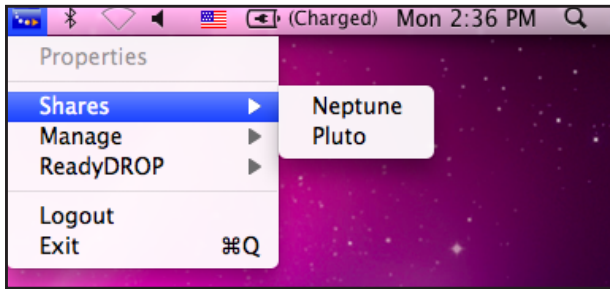 (Charged) Mon 2:36 PM
Properties
Shares
Neptune
Manage
Pluto
ReadyDROP
Logout
Exit ⌘Q